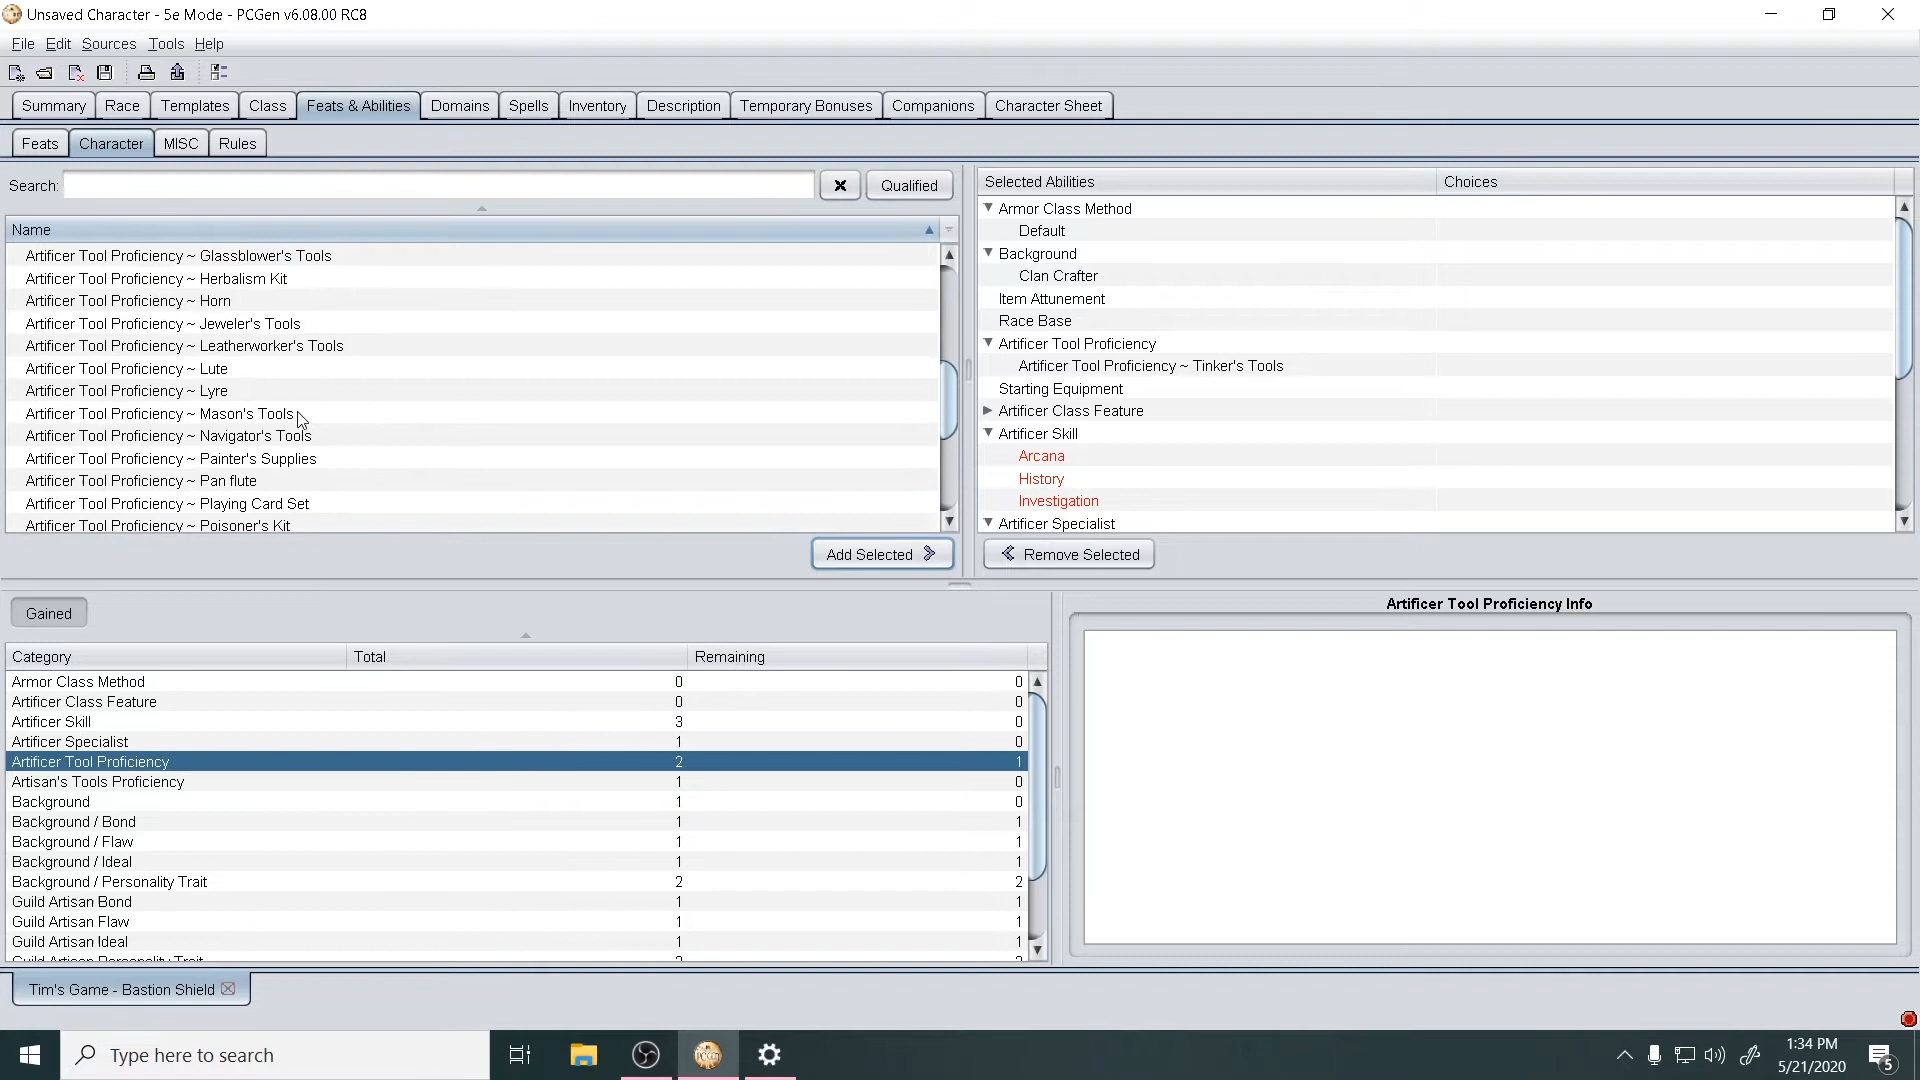 Unsaved Character - 5e Mode - PCGen v6.08.00 RC8
File Edit Sources Tools Help
Summary Race Templates Class Feats & Abilities Domains Spells Inventory Description Temporary Bonuses Companions Character Sheet
Feats Character MISC Rules
Search: Qualified
Name
Artificer Tool Proficiency ~ Glassblower's Tools
Artificer Tool Proficiency ~ Herbalism Kit
Artificer Tool Proficiency ~ Horn
Artificer Tool Proficiency ~ Jeweler's Tools
Artificer Tool Proficiency ~ Leatherworker's Tools
Artificer Tool Proficiency ~ Lute
Artificer Tool Proficiency ~ Lyre
Artificer Tool Proficiency ~ Mason's Tools
Artificer Tool Proficiency ~ Navigator's Tools
Artificer Tool Proficiency ~ Painter's Supplies
Artificer Tool Proficiency ~ Pan flute
Artificer Tool Proficiency ~ Playing Card Set
Artificer Tool Proficiency ~ Poisoner's Kit
Add Selected
Selected Abilities Choices
Armor Class Method
Default
Background
Clan Crafter
Item Attunement
Race Base
Artificer Tool Proficiency
Artificer Tool Proficiency ~ Tinker's Tools
Starting Equipment
Artificer Class Feature
Artificer Skill
Arcana
History
Investigation
Artificer Specialist
Remove Selected
Gained
Category Total Remaining
Armor Class Method 0 0
Artificer Class Feature 0 0
Artificer Skill 3 0
Artificer Specialist 1 0
Artificer Tool Proficiency 2 1
Artisan's Tools Proficiency 1 0
Background 1 0
Background / Bond 1 1
Background / Flaw 1 1
Background / Ideal 1 1
Background / Personality Trait 2 2
Guild Artisan Bond 1 1
Guild Artisan Flaw 1 1
Guild Artisan Ideal 1 1
Guild Artisan Personality Trait 2 2
Artificer Tool Proficiency Info
Tim's Game - Bastion Shield
Type here to search
PCGen
1:34 PM
5/21/2020
5